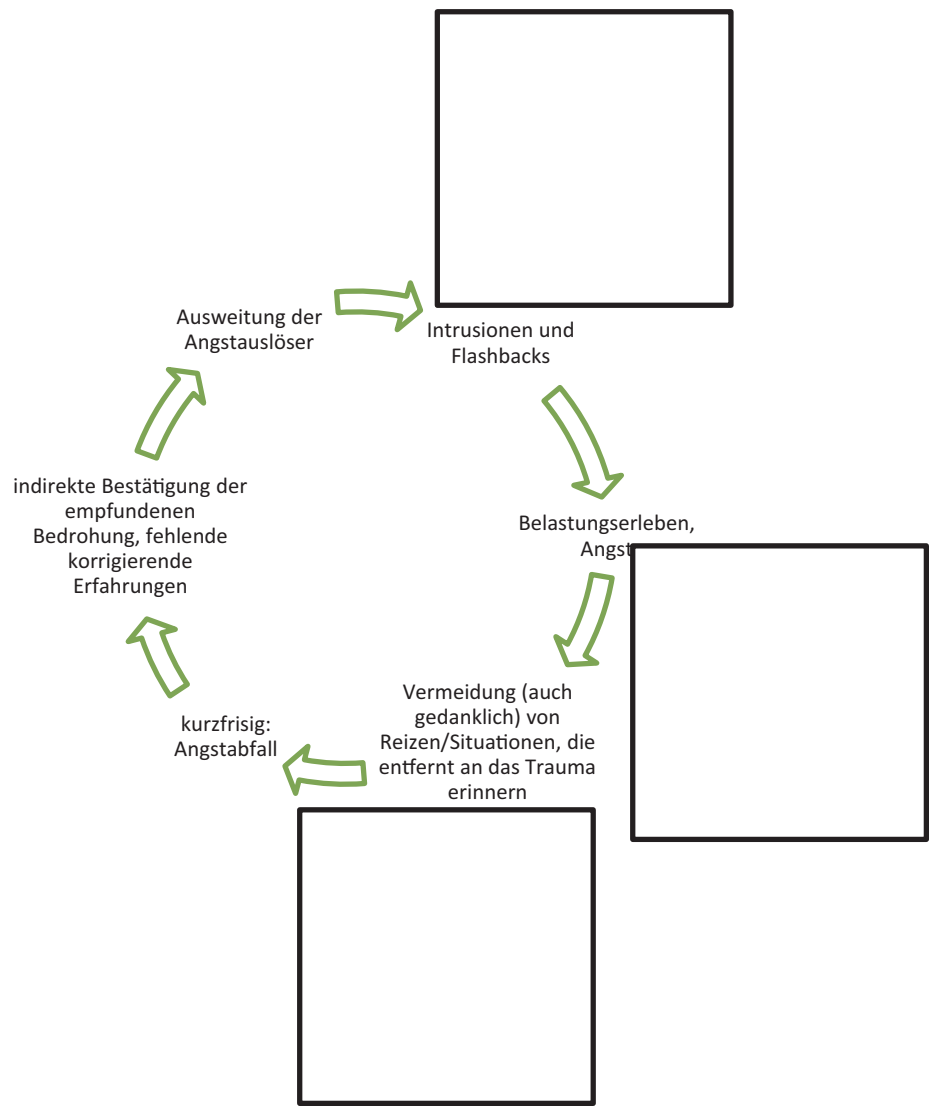 Ausweitung der
Angstauslöser
Intrusionen und
Flashbacks
Belastungserleben,
Angst
Vermeidung (auch
gedanklich) von
Reizen/Situationen, die
entfernt an das Trauma
erinnern
kurzfrisig:
Angstabfall
indirekte Bestätigung der
empfundenen
Bedrohung, fehlende
korrigierende
Erfahrungen